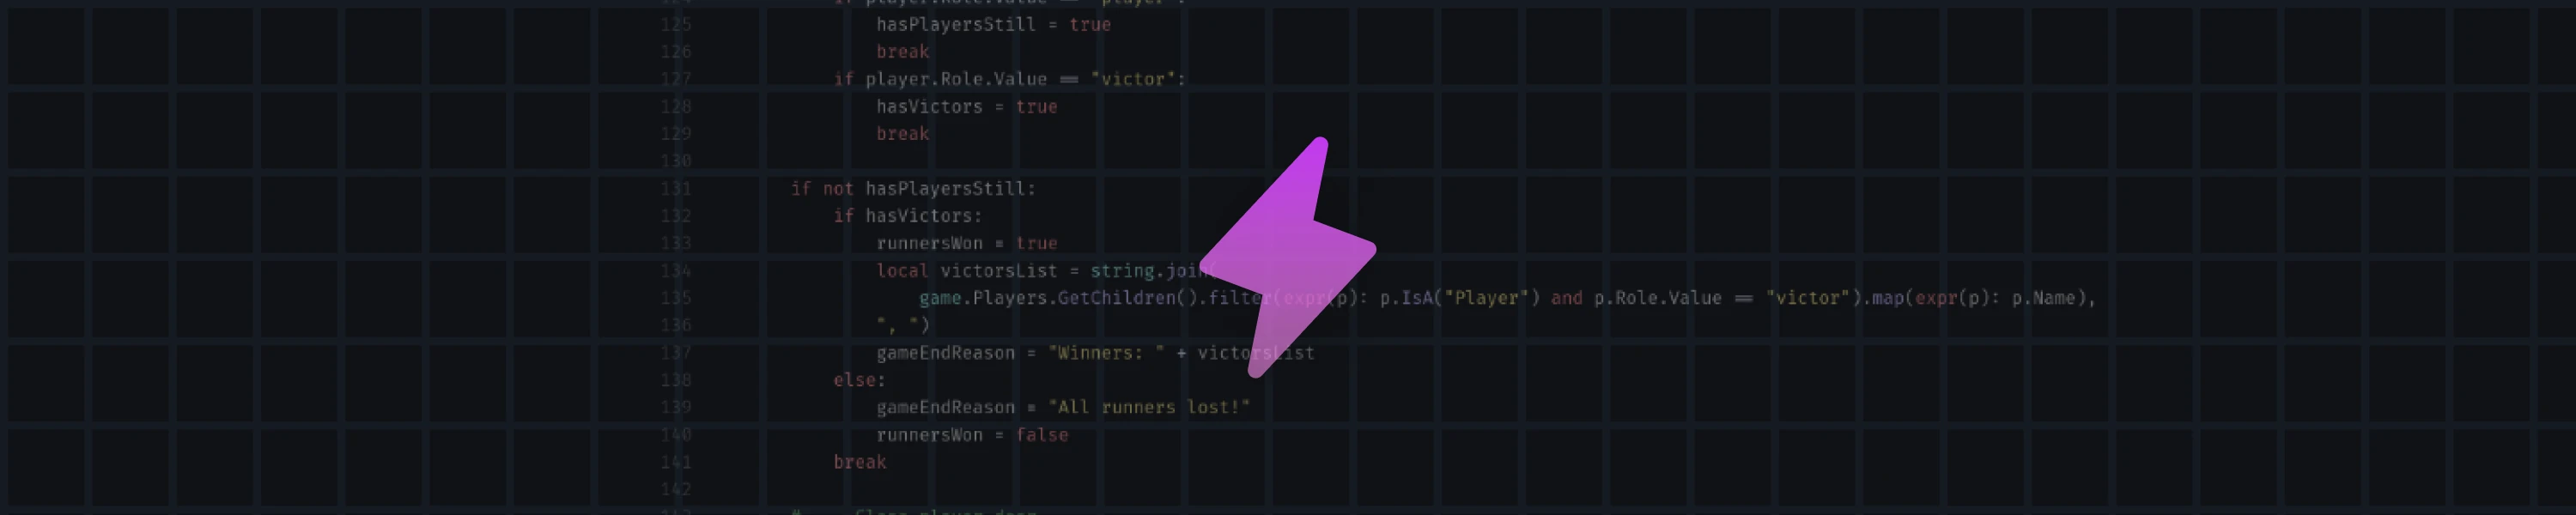 125 hasPlayersStill = true
126 break
127 if player.Role.Value == "victor":
128 hasVictors = true
129 break
130
131 if not hasPlayersStill:
132 if hasVictors:
133 runnersWon = true
134 local victorsList = string.join(
135 game.Players.GetChildren().filter(expr(p): p.IsA("Player") and p.Role.Value == "victor").map(expr(p): p.Name),
136 ", ")
137 gameEndReason = "Winners: " + victorsList
138 else:
139 gameEndReason = "All runners lost!"
140 runnersWon = false
141 break
142